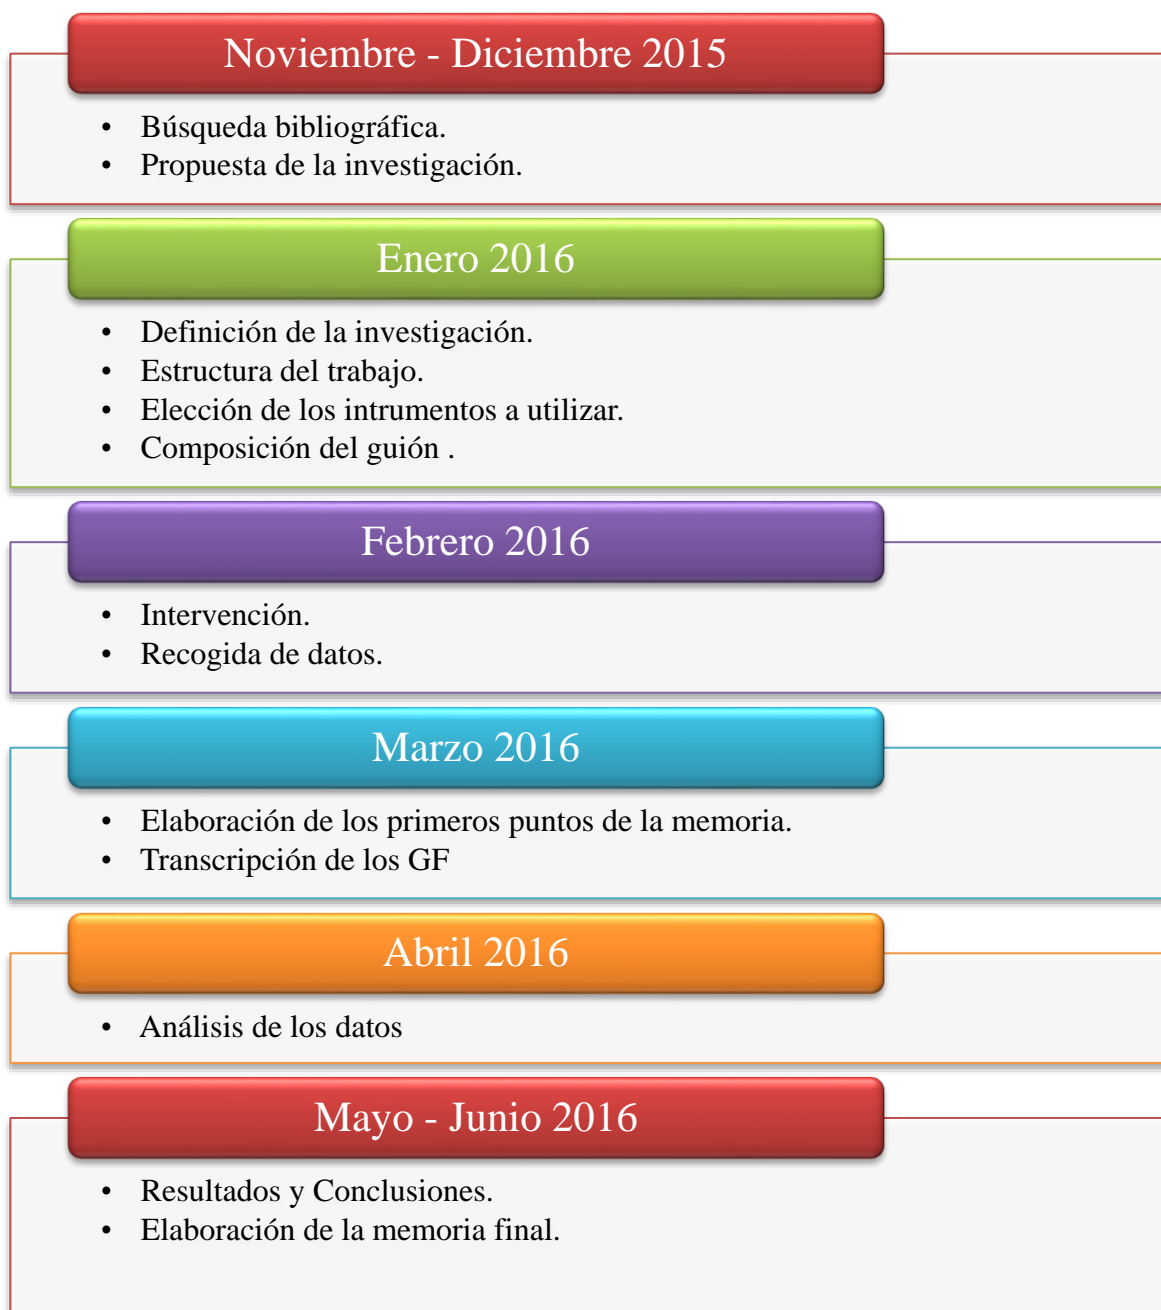 Noviembre - Diciembre 2015
• Búsqueda bibliográfica.
• Propuesta de la investigación.
Enero 2016
• Definición de la investigación.
• Estructura del trabajo.
• Elección de los intrumentos a utilizar.
• Composición del guión .
Febrero 2016
• Intervención.
• Recogida de datos.
Marzo 2016
• Elaboración de los primeros puntos de la memoria.
• Transcripción de los GF
Abril 2016
• Análisis de los datos
Mayo - Junio 2016
• Resultados y Conclusiones.
• Elaboración de la memoria final.